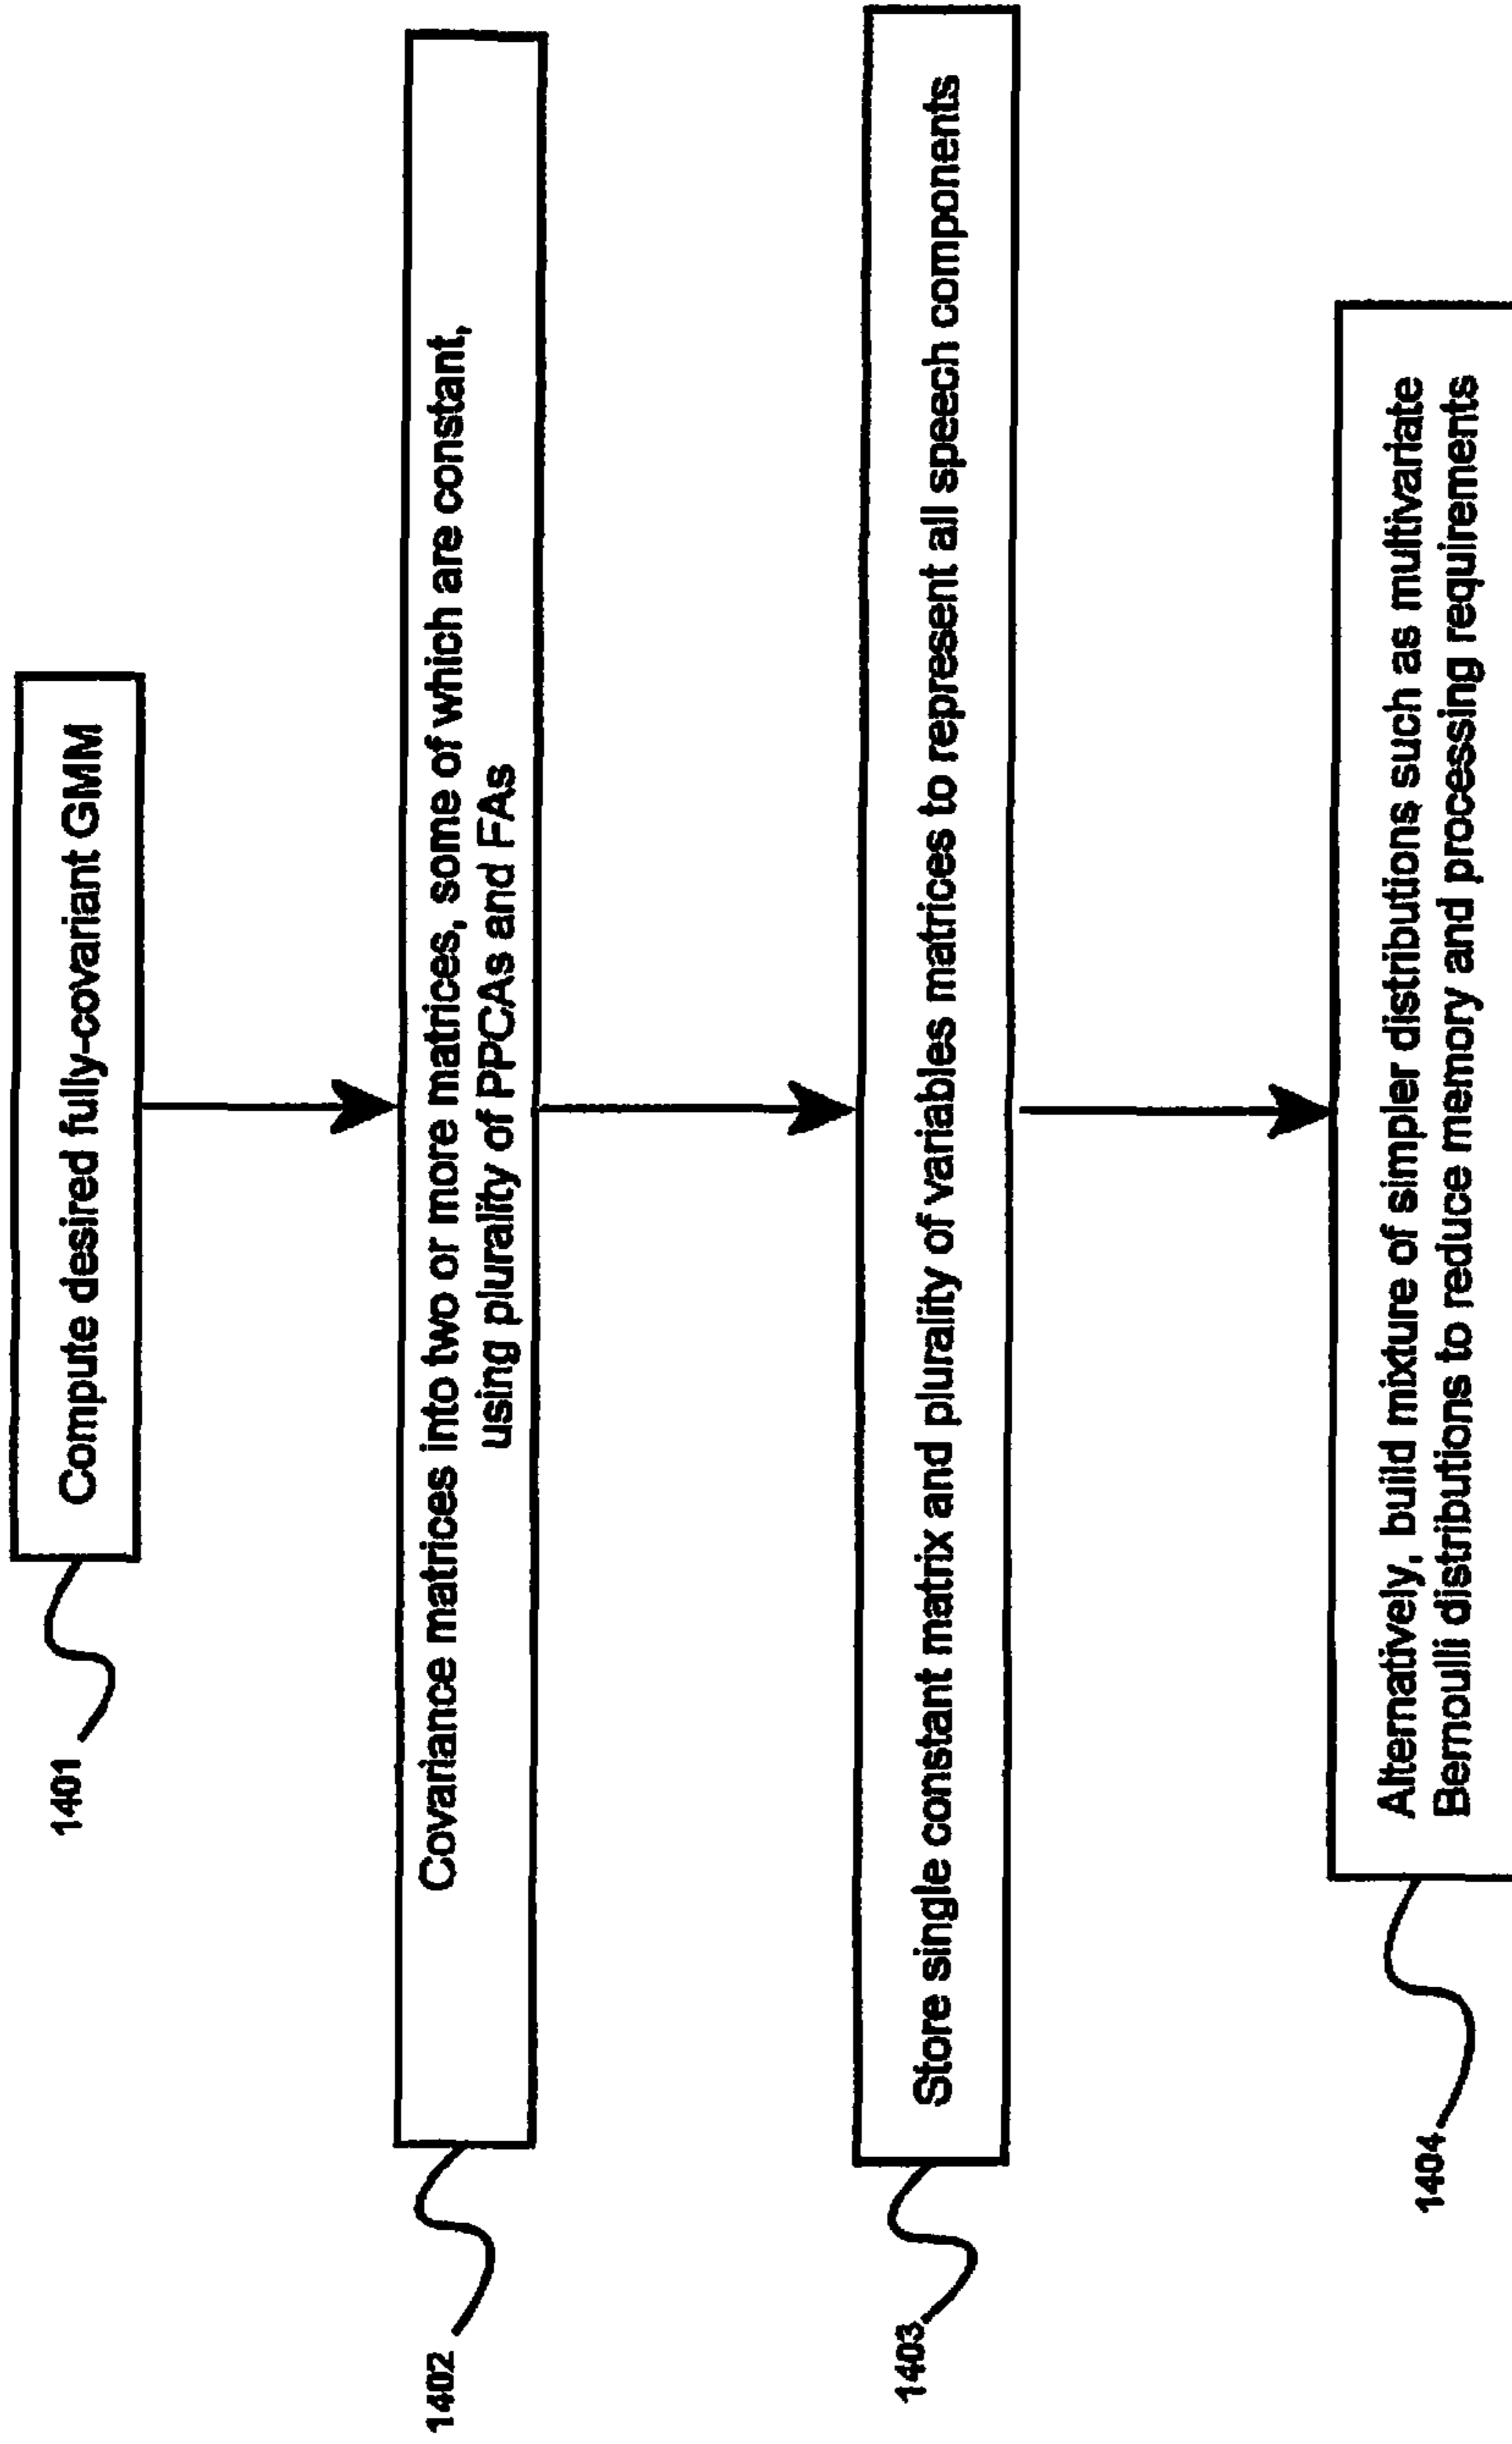 1401
Compute desired fully-covariant GMM
1402
Covariance matrices into two or more matrices, some of which are constant,
using plurality of PPCAs and FAs
1403
Store single constant matrix and plurality of variables matrices to represent all speech components
1404
Alternatively, build mixture of simpler distributions such as multivariate
Bernoulli distributions to reduce memory and processing requirements